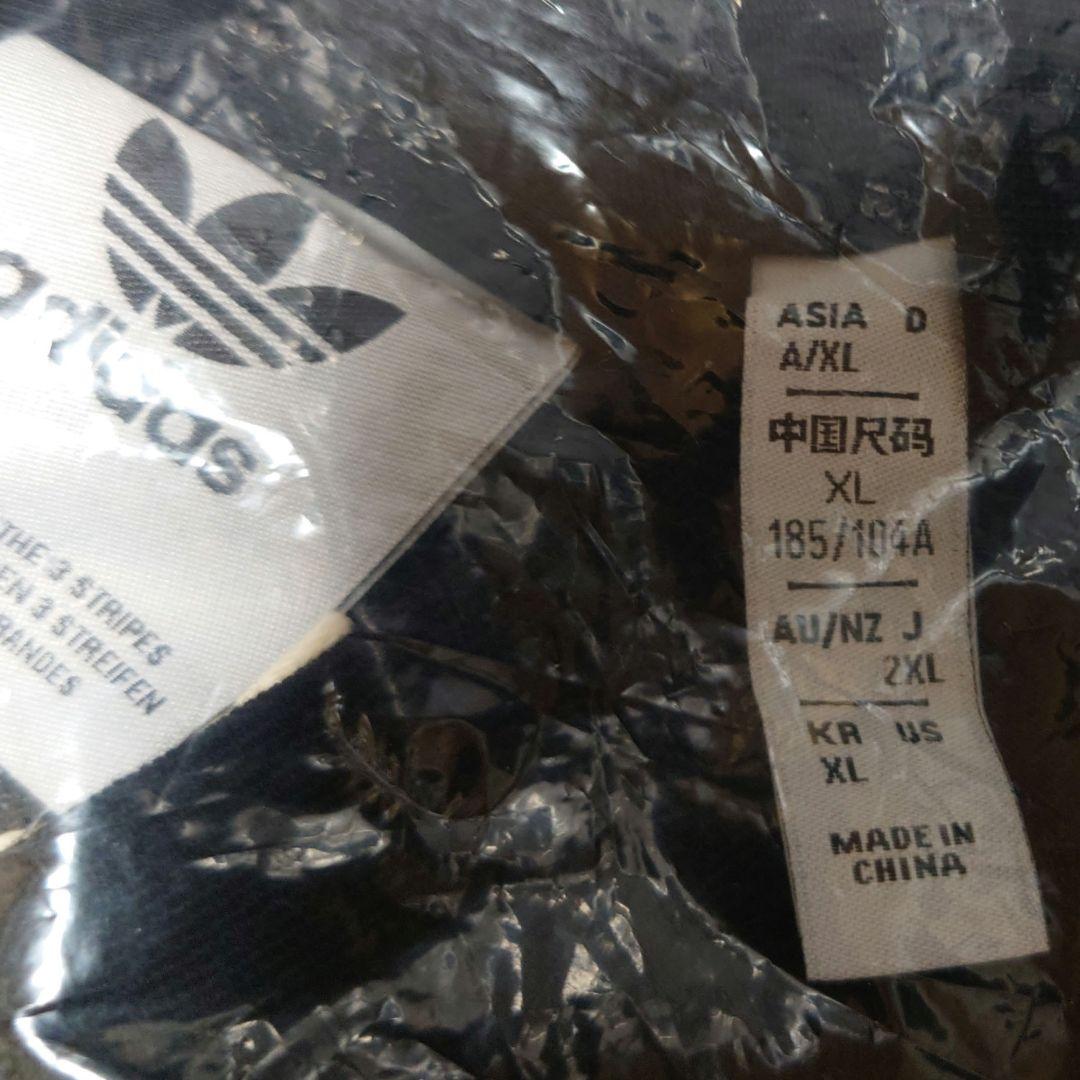 adidas
THE 3 STRIPES
EN 3 STREIFEN
BANDES
ASIA D
A/XL
中国尺码
XL
185/104A
AU/NZ J
2XL
KR US
XL
MADE IN
CHINA